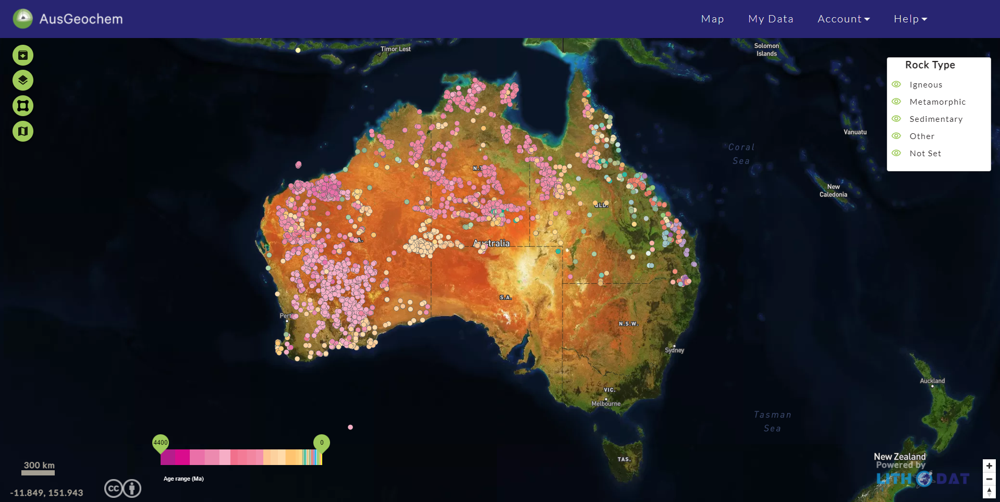 AusGeochem
Map
My Data
Account
Help
Timor Lest
Solomon
Islands
Rock Type
Igneous
Metamorphic
Sedimentary
Other
Not Set
Vanuatu
Coral
Sea
New
Caledonia
N.T
QLD.
A.
Australia
S.A.
Pert
N.S.W.
Sydney
VIC.
Melbourne
Auckland
Tasman
Sea
TAS.
New Zealand
Powered by
LITHODAT
4400
0
Age range (Ma)
300 km
-11.849, 151.943
cc
+
−